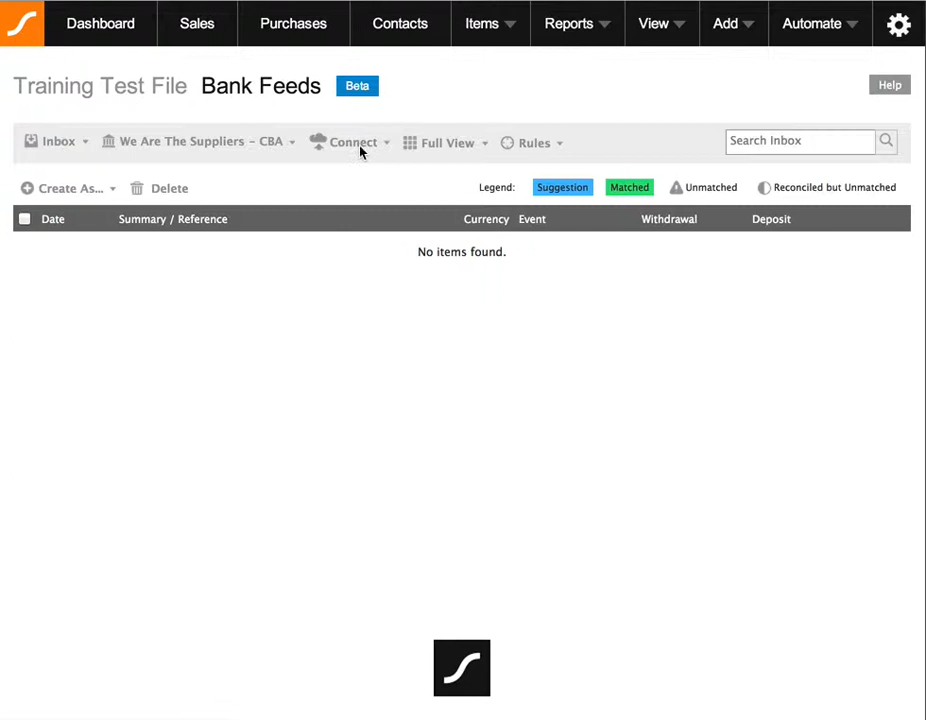 Dashboard Sales Purchases Contacts Items Reports View Add Automate
Training Test File Bank Feeds Beta Help
Inbox We Are The Suppliers - CBA Connect Full View Rules Search Inbox
Create As... Delete Legend: Suggestion Matched Unmatched Reconciled but Unmatched
Date Summary / Reference Currency Event Withdrawal Deposit
No items found.